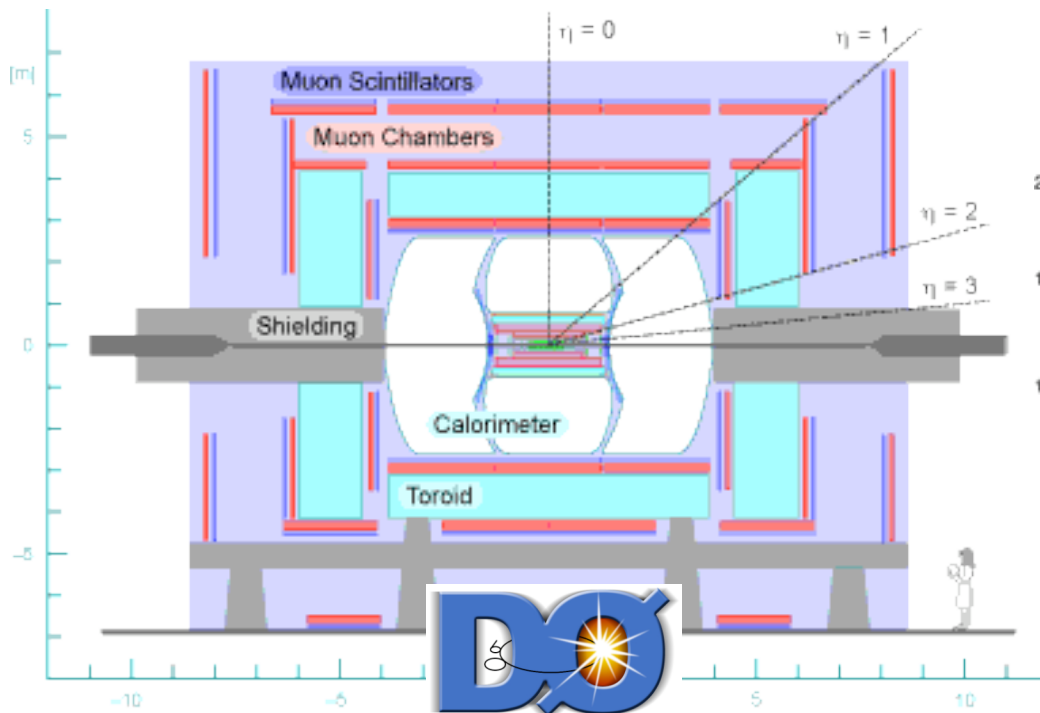 η = 0
η = 1
[m]
Muon Scintillators
5
Muon Chambers
η = 2
η = 3
Shielding
0
Calorimeter
Toroid
−5
DØ
−10
−5
5
10